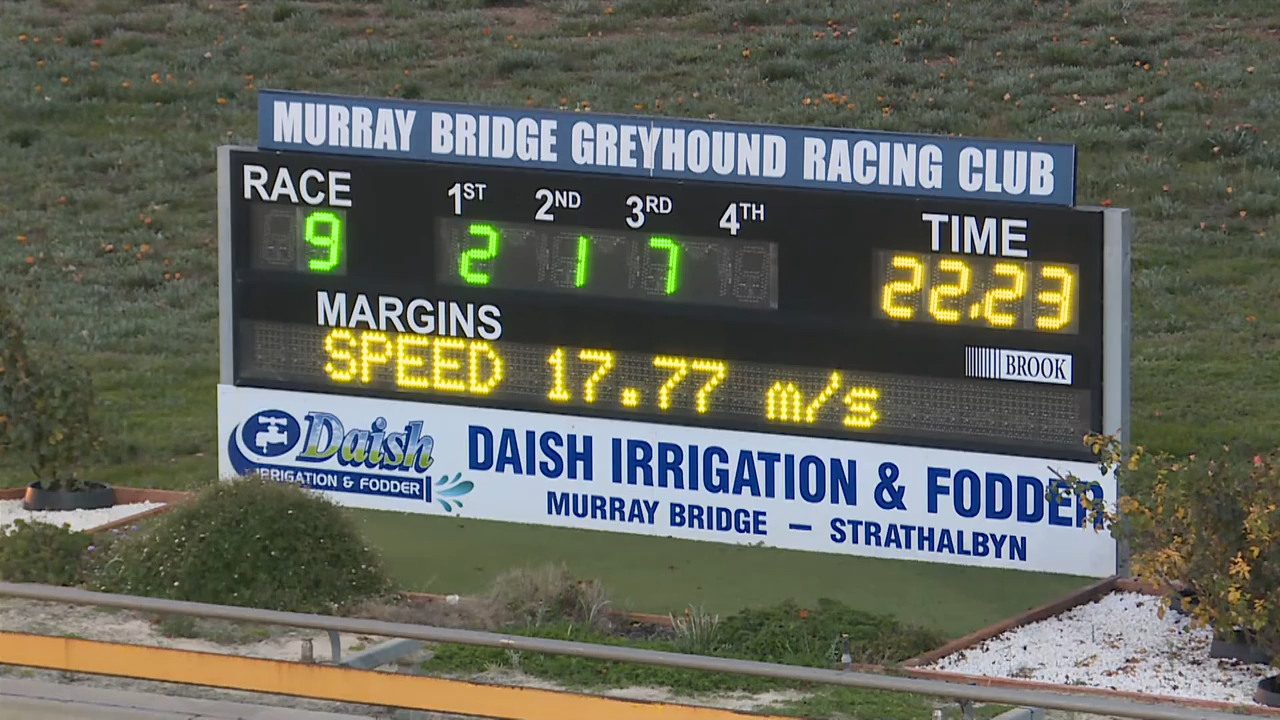 MURRAY BRIDGE GREYHOUND RACING CLUB
RACE 1ST 2ND 3RD 4TH TIME
9 2 1 7 22.23
MARGINS
BROOK
SPEED 17.77 m/s
Daish
IRRIGATION & FODDER
DAISH IRRIGATION & FODDER
MURRAY BRIDGE – STRATHALBYN